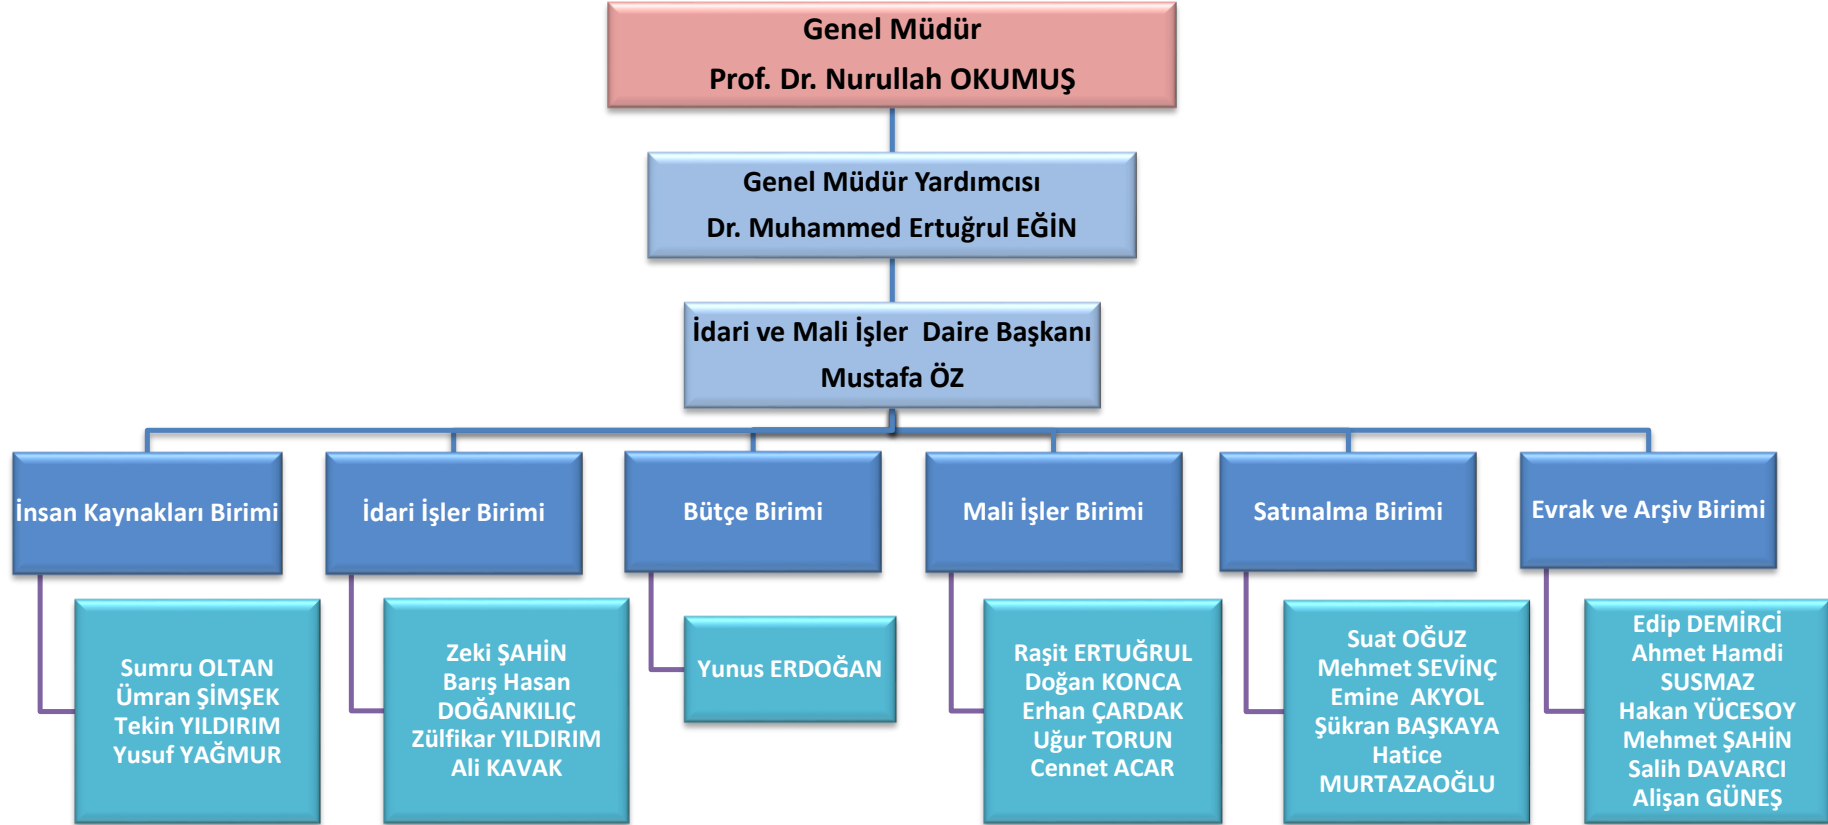 Genel Müdür
Prof. Dr. Nurullah OKUMUŞ
Genel Müdür Yardımcısı
Dr. Muhammed Ertuğrul EĞİN
İdari ve Mali İşler  Daire Başkanı
Mustafa ÖZ
İnsan Kaynakları Birimi
Sumru OLTAN
Ümran ŞİMŞEK
Tekin YILDIRIM
Yusuf YAĞMUR
İdari İşler Birimi
Zeki ŞAHİN
Barış Hasan
DOĞANKILIÇ
Zülfikar YILDIRIM
Ali KAVAK
Bütçe Birimi
Yunus ERDOĞAN
Mali İşler Birimi
Raşit ERTUĞRUL
Doğan KONCA
Erhan ÇARDAK
Uğur TORUN
Cennet ACAR
Satınalma Birimi
Suat OĞUZ
Mehmet SEVİNÇ
Emine  AKYOL
Şükran BAŞKAYA
Hatice
MURTAZAOĞLU
Evrak ve Arşiv Birimi
Edip DEMİRCİ
Ahmet Hamdi
SUSMAZ
Hakan YÜCESOY
Mehmet ŞAHİN
Salih DAVARCI
Alişan GÜNEŞ